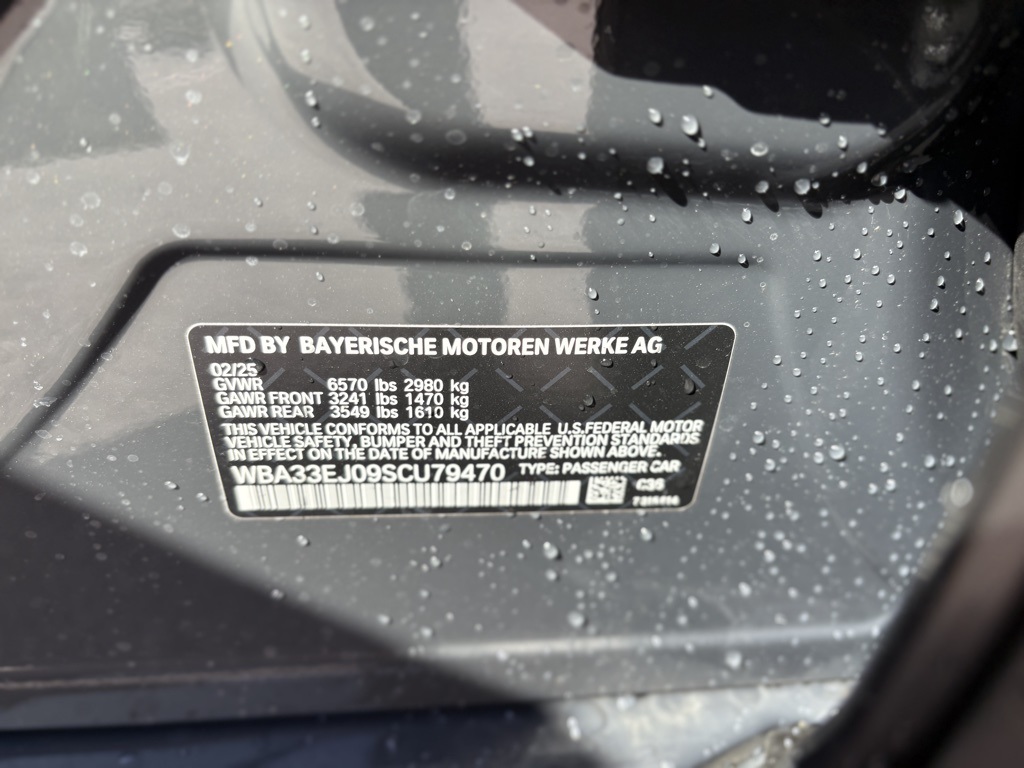 MFD BY BAYERISCHE MOTOREN WERKE AG
02/25
GVWR 6570 lbs 2980 kg
GAWR FRONT 3241 lbs 1470 kg
GAWR REAR 3549 lbs 1610 kg
THIS VEHICLE CONFORMS TO ALL APPLICABLE U.S.FEDERAL MOTOR
VEHICLE SAFETY, BUMPER AND THEFT PREVENTION STANDARDS
IN EFFECT ON THE DATE OF MANUFACTURE SHOWN ABOVE.
WBA33EJ09SCU79470 TYPE: PASSENGER CAR
C36